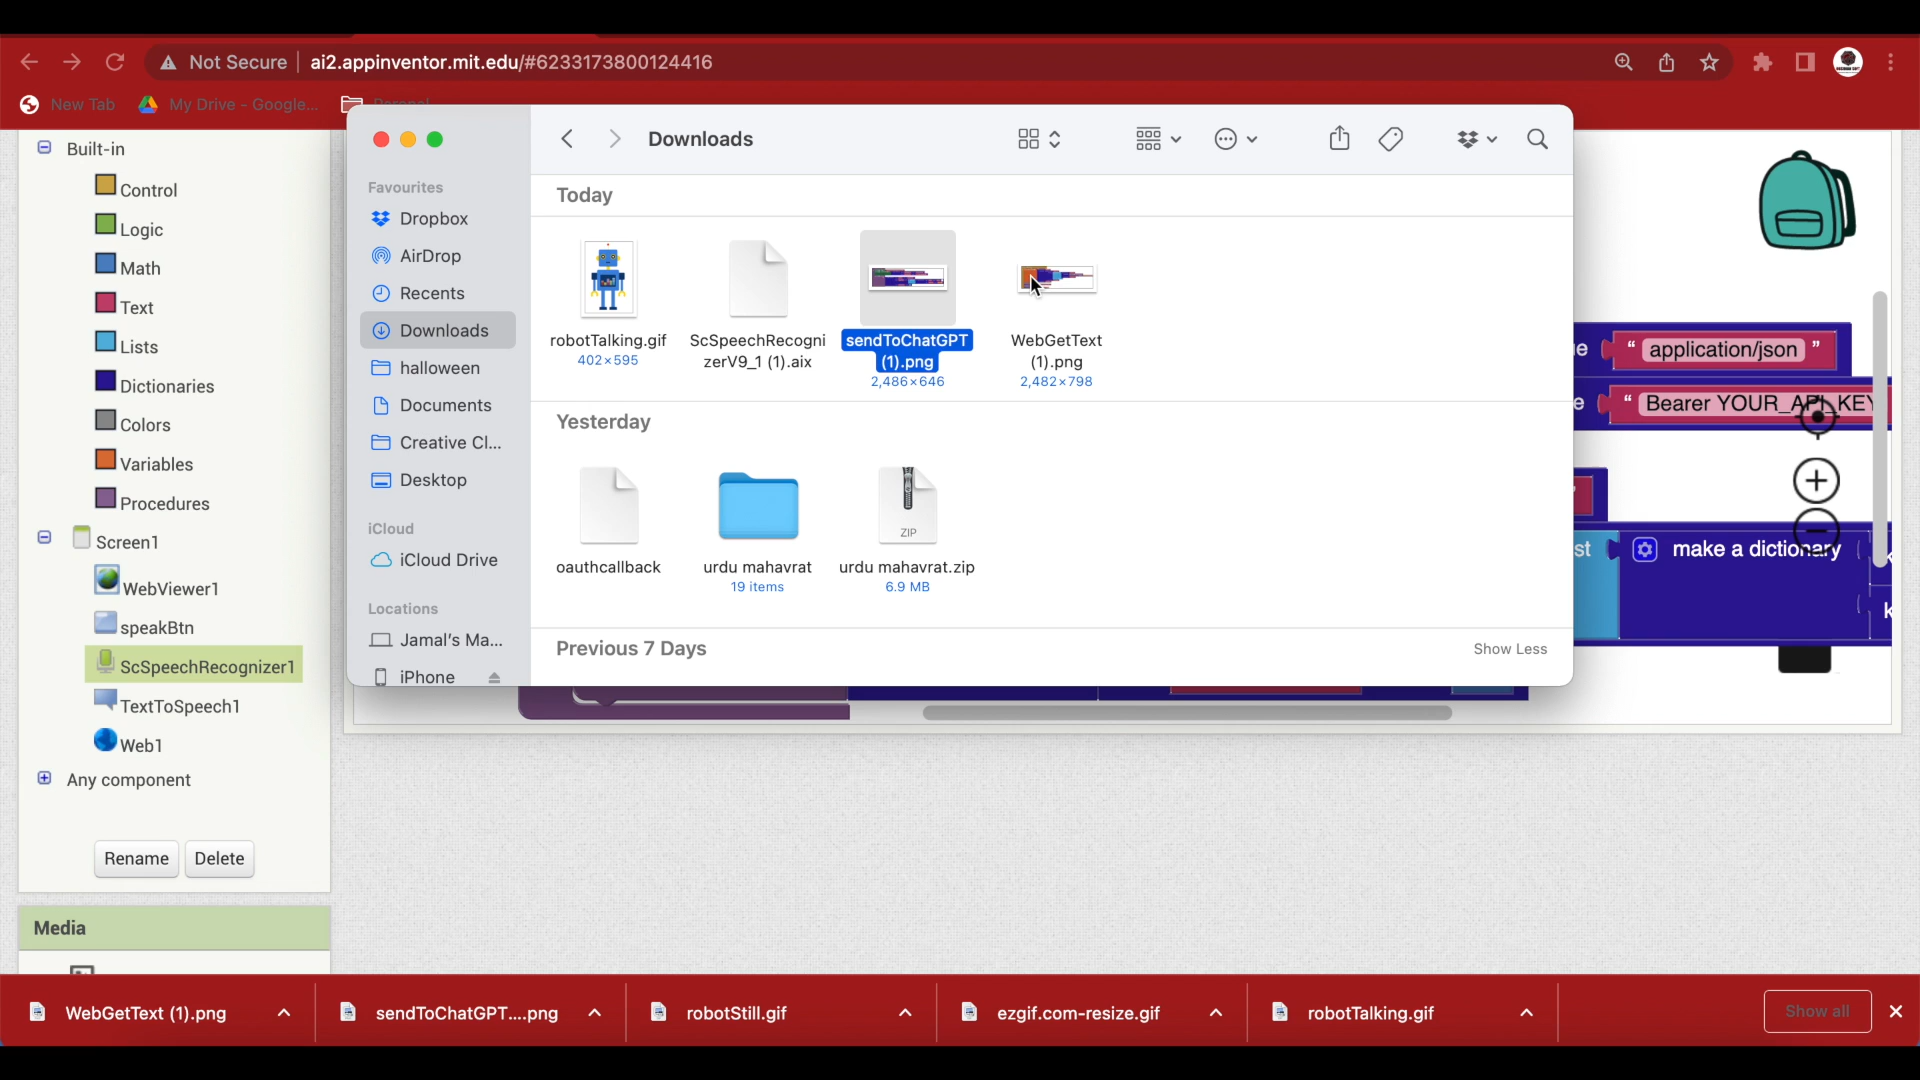 Not Secure
ai2.appinventor.mit.edu/#6233173800124416
New Tab
My Drive - Google...
Personal
Built-in
Control
Logic
Math
Text
Lists
Dictionaries
Colors
Variables
Procedures
Screen1
WebViewer1
speakBtn
ScSpeechRecognizer1
TextToSpeech1
Web1
Any component
Rename
Delete
Media
Favourites
Dropbox
AirDrop
Recents
Downloads
halloween
Documents
Creative Cl...
Desktop
iCloud
iCloud Drive
Locations
Jamal's Ma...
iPhone
Downloads
Today
robotTalking.gif
402×595
ScSpeechRecogni
zerV9_1 (1).aix
sendToChatGPT
(1).png
2,486×646
WebGetText
(1).png
2,482×798
Yesterday
oauthcallback
urdu mahavrat
19 items
ZIP
urdu mahavrat.zip
6.9 MB
Previous 7 Days
Show Less
e
" application/json "
e
" Bearer YOUR_API_KEY
st
make a dictionary
k
WebGetText (1).png
sendToChatGPT....png
robotStill.gif
ezgif.com-resize.gif
robotTalking.gif
Show all